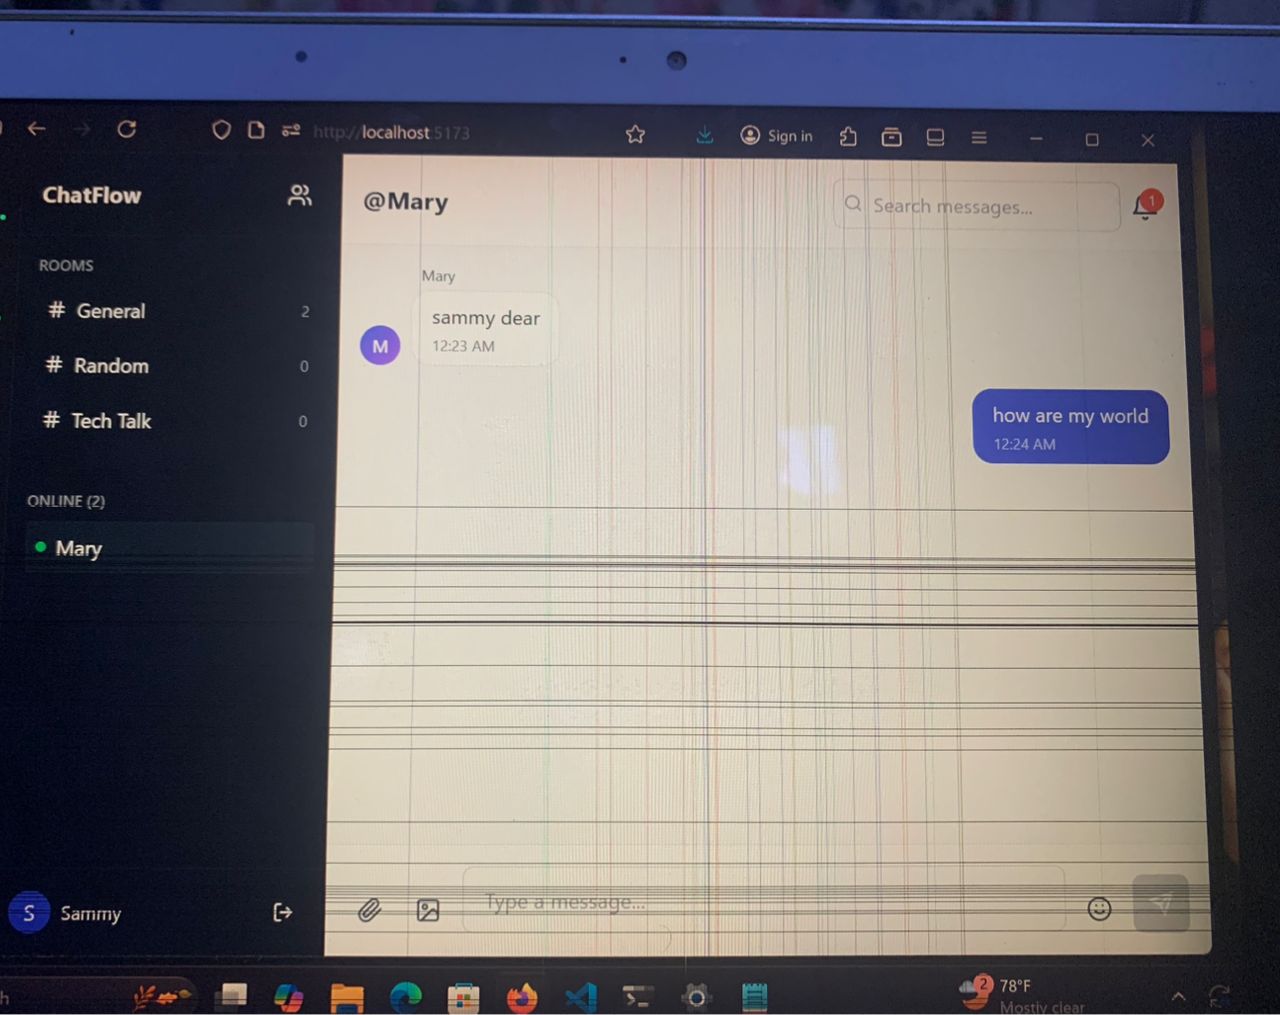 http://localhost:5173
Sign in
ChatFlow
@Mary
Search messages...
1
ROOMS
# General 2
# Random 0
# Tech Talk 0
ONLINE (2)
Mary
Mary
M
sammy dear
12:23 AM
how are my world
12:24 AM
S
Sammy
Type a message...
h
2
78°F
Mostly clear